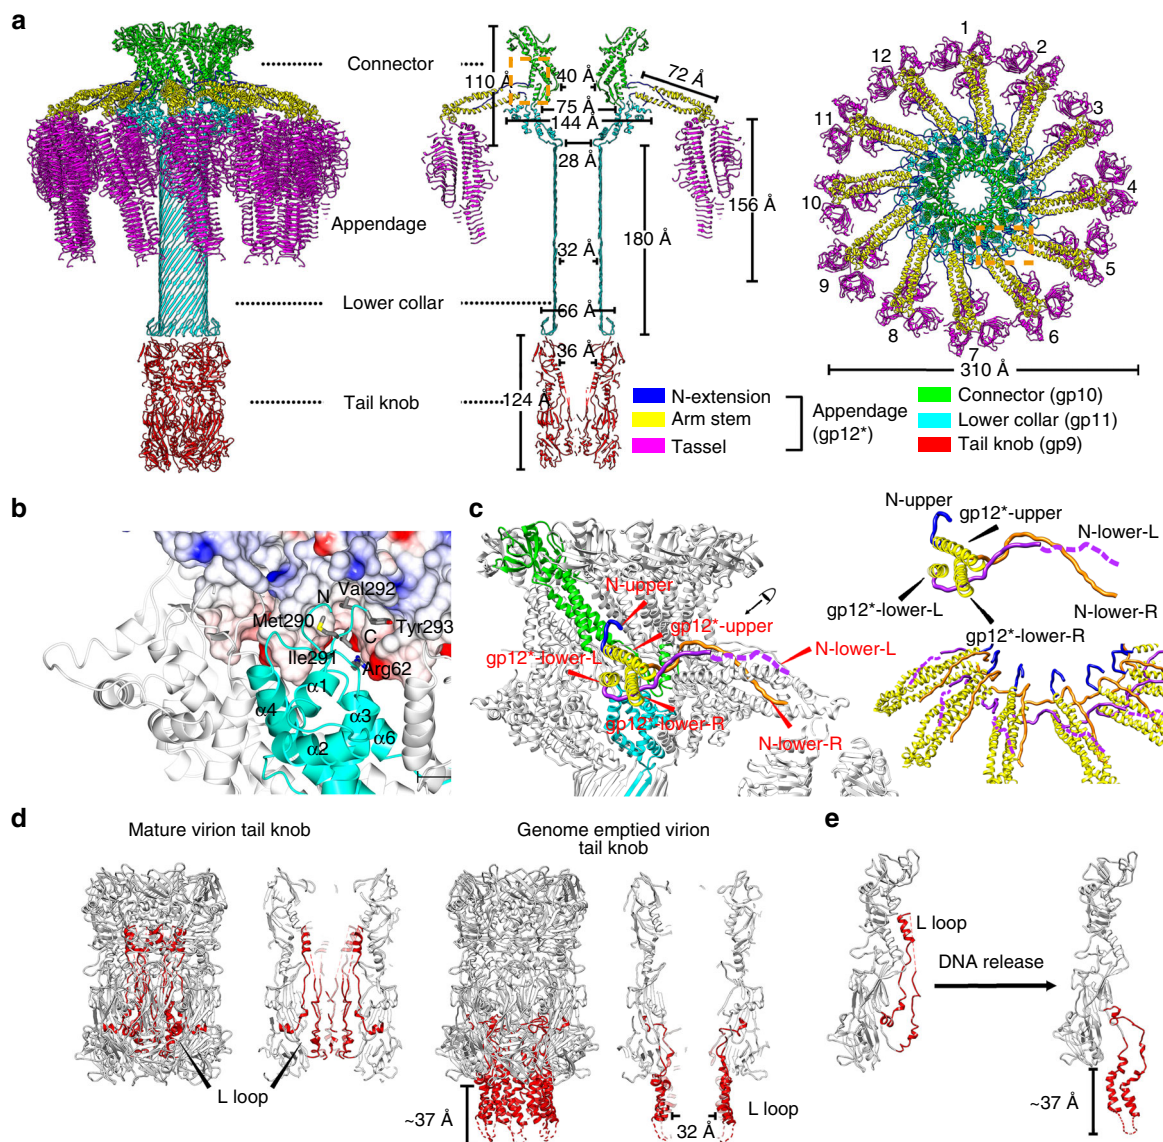 a
Connector
Appendage
Lower collar
Tail knob
110 Å
40 Å
72 Å
75 Å
144 Å
28 Å
156 Å
180 Å
32 Å
66 Å
36 Å
124 Å
1
2
3
4
5
6
7
8
9
10
11
12
310 Å
N-extension
Arm stem
Tassel
Appendage
(gp12*)
Connector (gp10)
Lower collar (gp11)
Tail knob (gp9)
b
N
Val292
Met290
Tyr293
C
Ile291
Arg62
α1
α4
α3
α2
α6
c
N-upper
gp12*-upper
gp12*-lower-L
N-lower-L
gp12*-lower-R
N-lower-R
N-upper
gp12*-upper
N-lower-L
gp12*-lower-L
N-lower-R
gp12*-lower-R
d
Mature virion tail knob
Genome emptied virion
tail knob
L loop
~37 Å
32 Å
L loop
e
L loop
DNA release
~37 Å